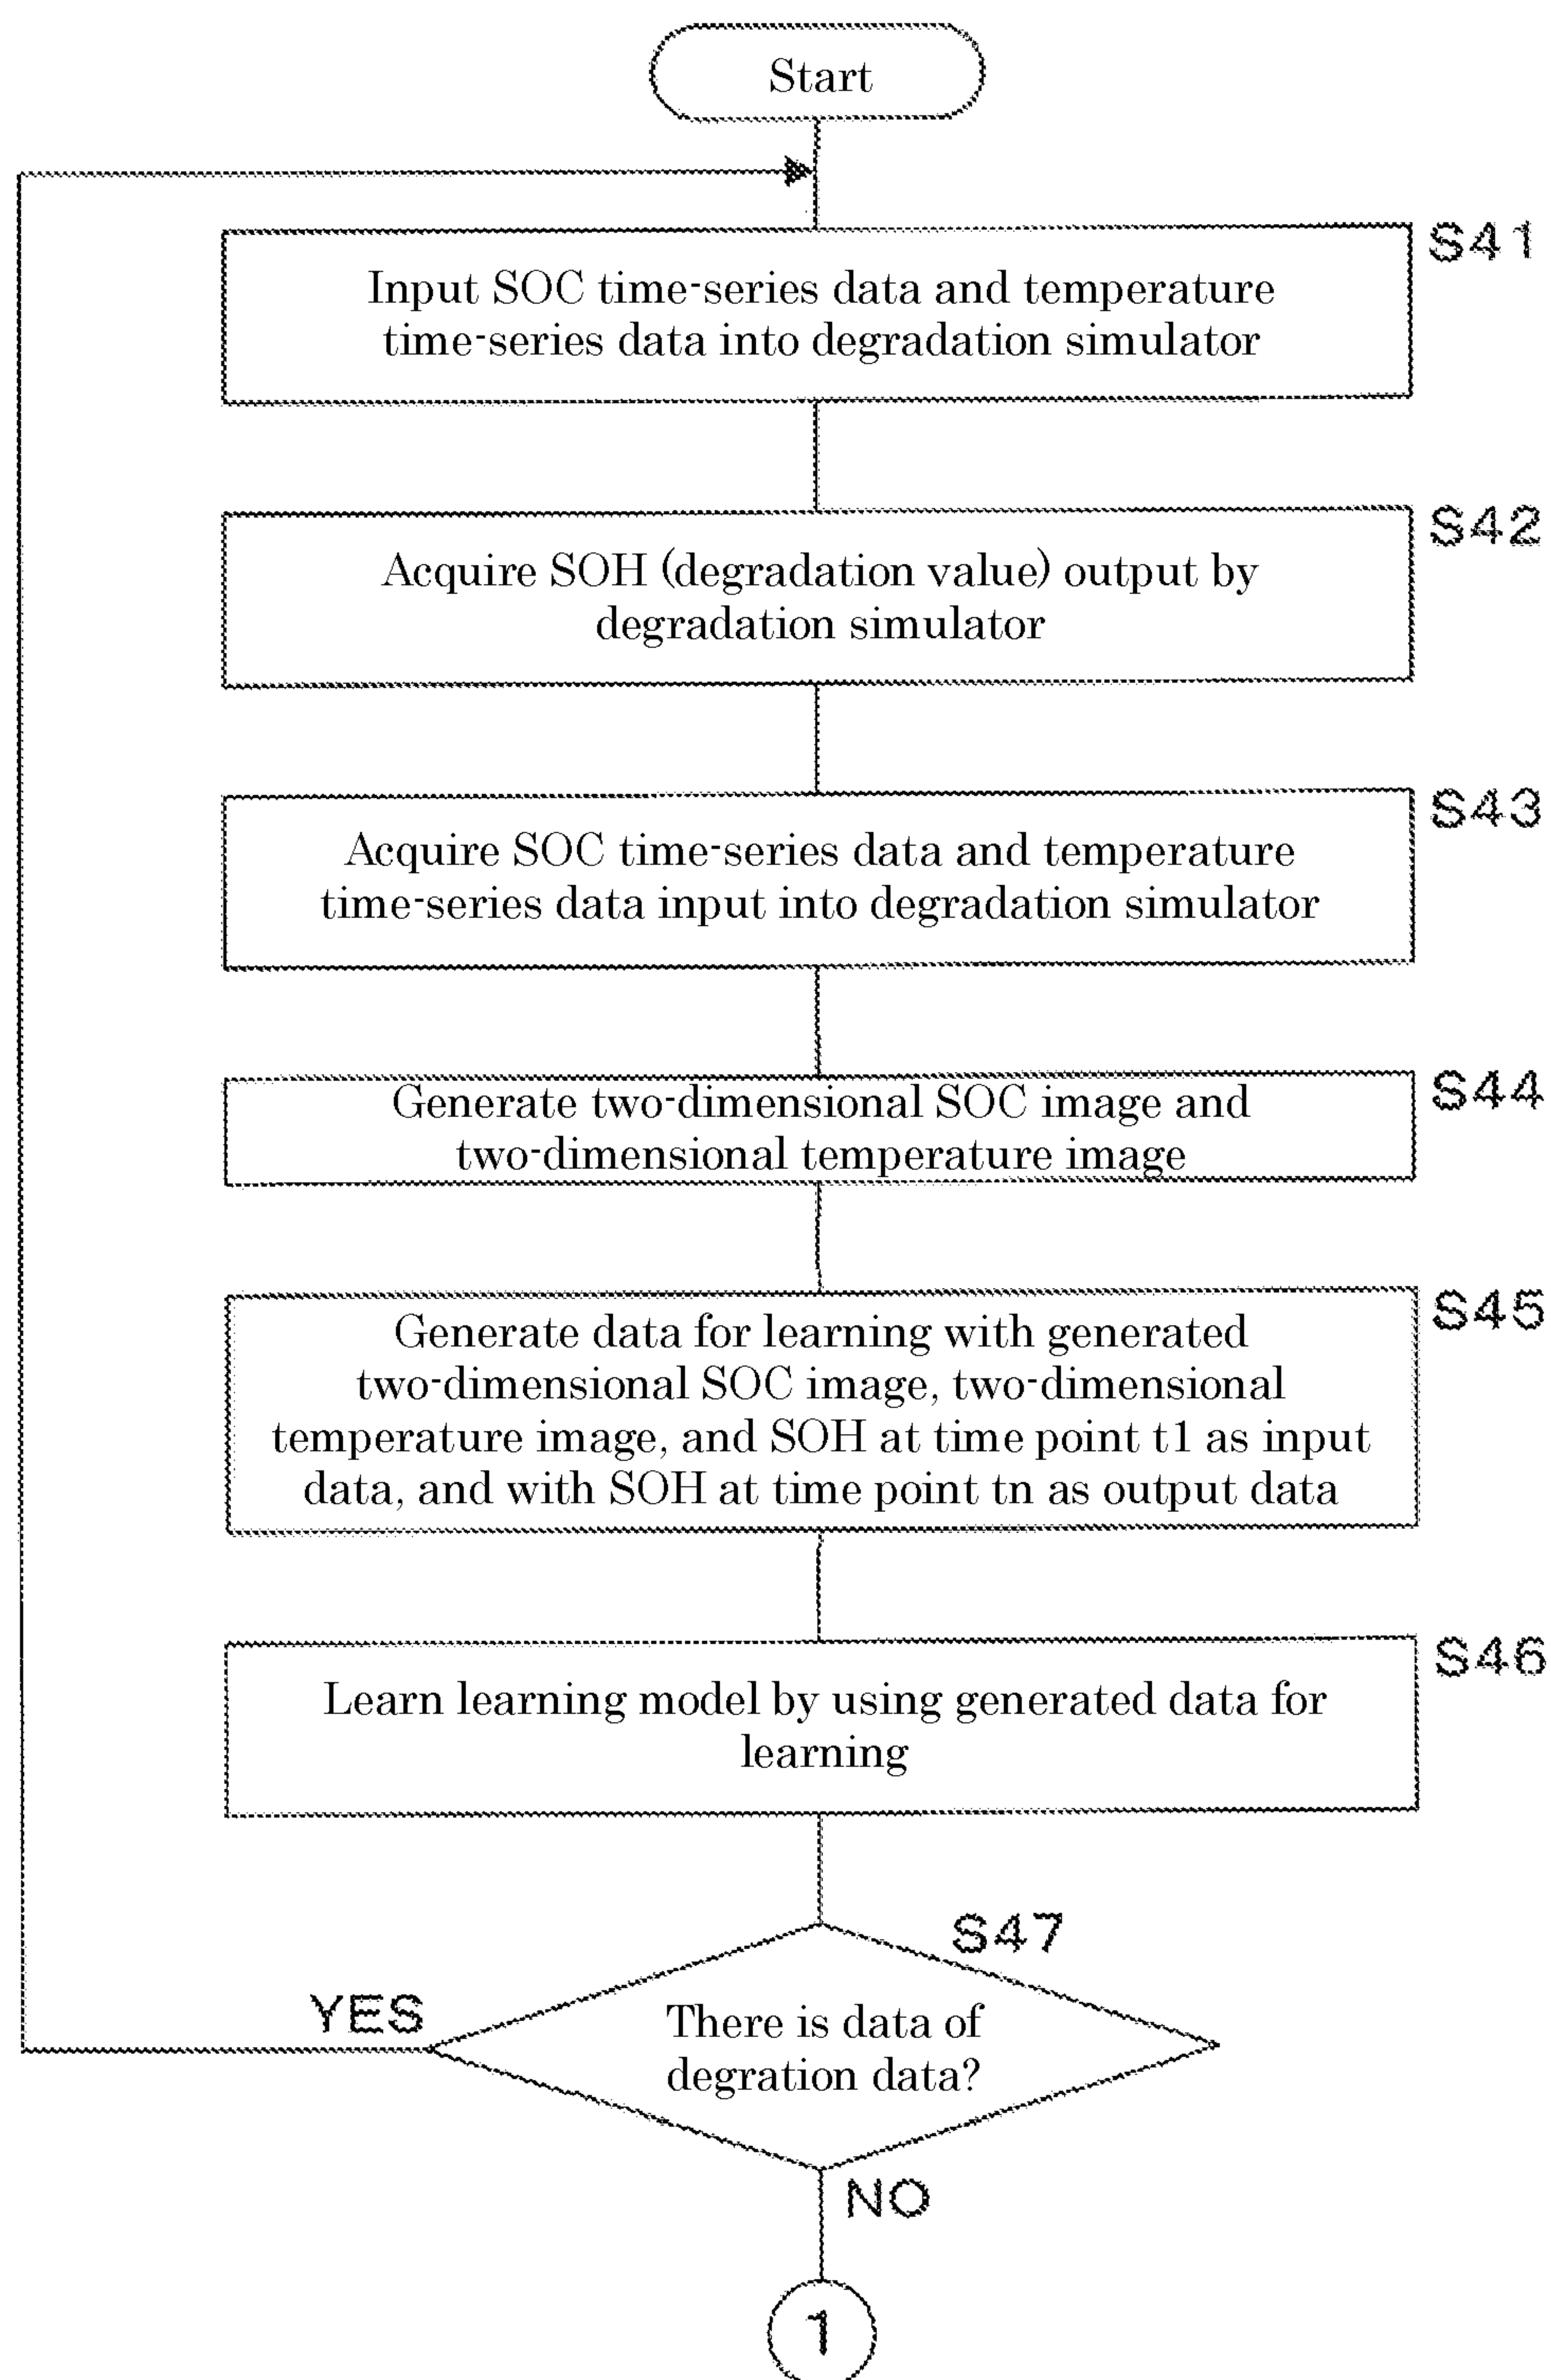 Start
S41
Input SOC time-series data and temperature
time-series data into degradation simulator
S42
Acquire SOH (degradation value) output by
degradation simulator
S43
Acquire SOC time-series data and temperature
time-series data input into degradation simulator
S44
Generate two-dimensional SOC image and
two-dimensional temperature image
S45
Generate data for learning with generated
two-dimensional SOC image, two-dimensional
temperature image, and SOH at time point t1 as input
data, and with SOH at time point tn as output data
S46
Learn learning model by using generated data for
learning
S47
YES
There is data of
degration data?
NO
1